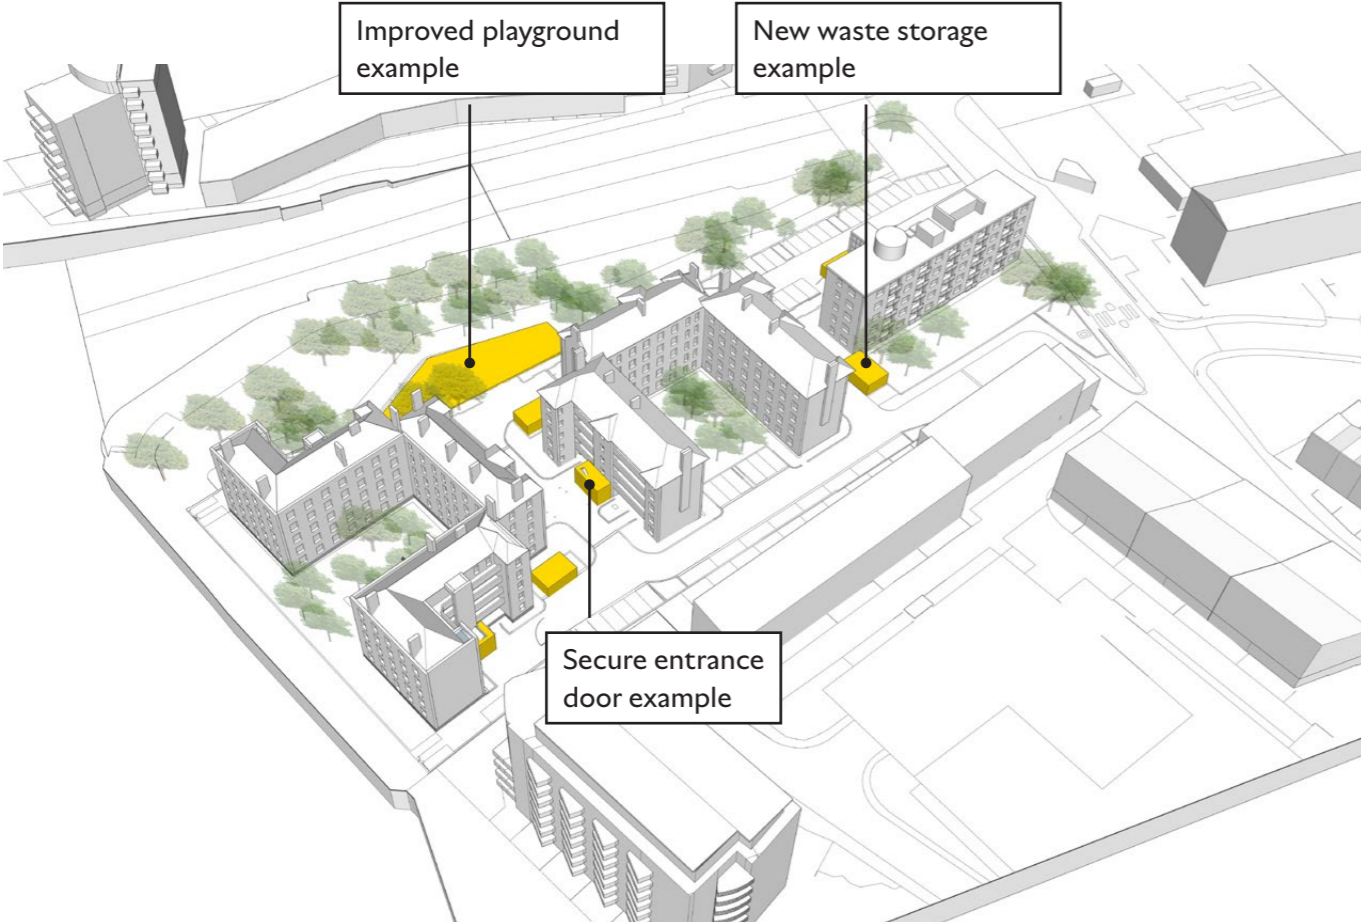 Improved playground
example
New waste storage
example
Secure entrance
door example